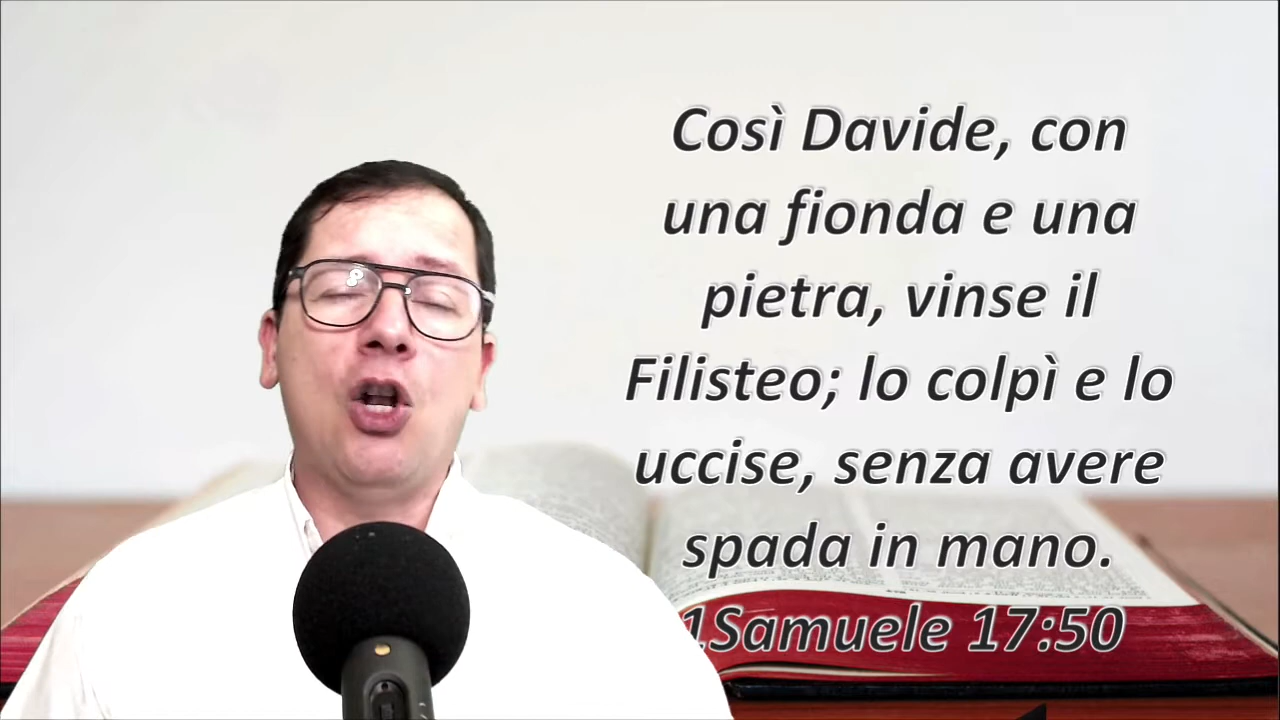 Così Davide, con
una fionda e una
pietra, vinse il
Filisteo; lo colpì e lo
uccise, senza avere
spada in mano.
1Samuele 17:50